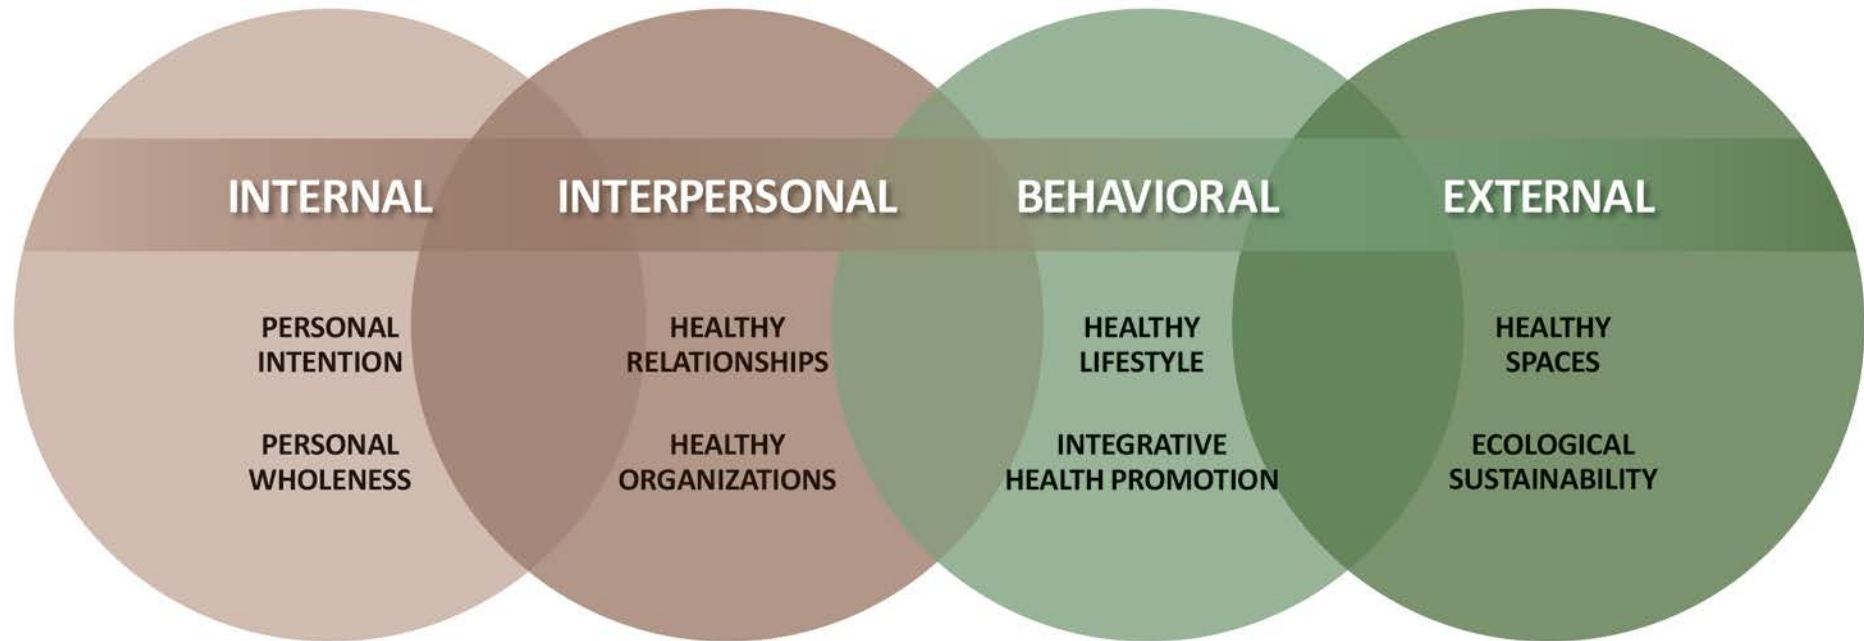 INTERNAL
INTERPERSONAL
BEHAVIORAL
EXTERNAL
PERSONAL
INTENTION
PERSONAL
WHOLENESS
HEALTHY
RELATIONSHIPS
HEALTHY
ORGANIZATIONS
HEALTHY
LIFESTYLE
INTEGRATIVE
HEALTH PROMOTION
HEALTHY
SPACES
ECOLOGICAL
SUSTAINABILITY